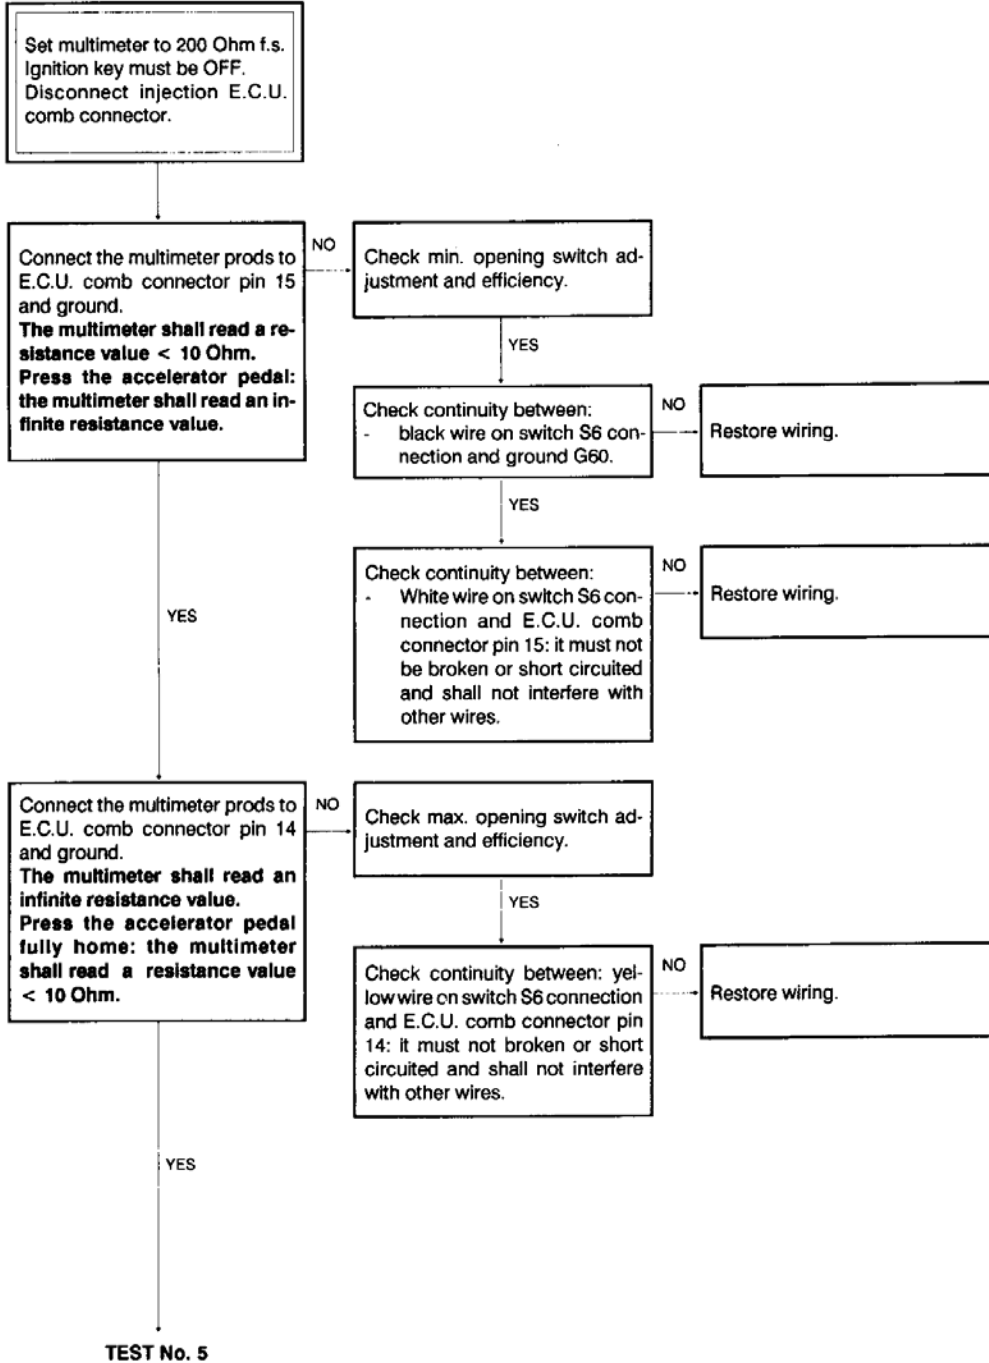 Set multimeter to 200 Ohm f.s.
Ignition key must be OFF.
Disconnect injection E.C.U.
comb connector.
Connect the multimeter prods to
E.C.U. comb connector pin 15
and ground.
The multimeter shall read a re-
sistance value < 10 Ohm.
Press the accelerator pedal:
the multimeter shall read an in-
finite resistance value.
NO
Check min. opening switch ad-
justment and efficiency.
YES
Check continuity between:
- black wire on switch S6 con-
nection and ground G60.
NO
Restore wiring.
YES
Check continuity between:
- White wire on switch S6 con-
nection and E.C.U. comb
connector pin 15: it must not
be broken or short circuited
and shall not interfere with
other wires.
NO
Restore wiring.
YES
Connect the multimeter prods to
E.C.U. comb connector pin 14
and ground.
The multimeter shall read an
infinite resistance value.
Press the accelerator pedal
fully home: the multimeter
shall read a resistance value
< 10 Ohm.
NO
Check max. opening switch ad-
justment and efficiency.
YES
Check continuity between: yel-
low wire on switch S6 connection
and E.C.U. comb connector pin
14: it must not broken or short
circuited and shall not interfere
with other wires.
NO
Restore wiring.
YES
TEST No. 5